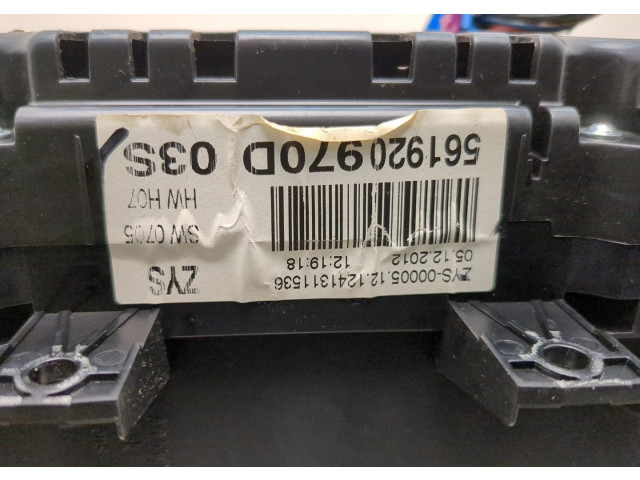 ZYS-00005.12.1241311536 ZYS
05.12.2012 12:19:18 SW 0705
HW H07
561920970D 03S